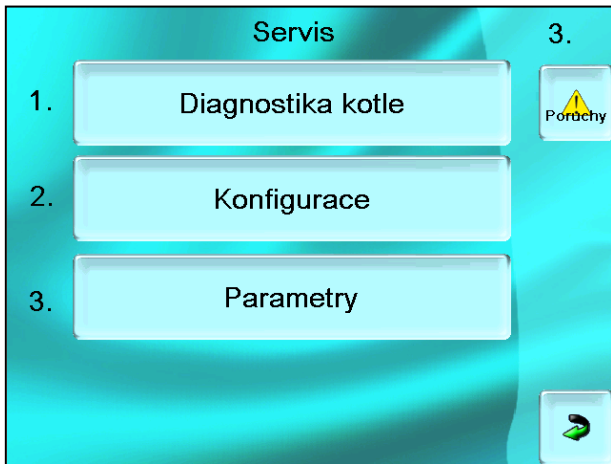 Servis
3.
1.
Diagnostika kotle
Poruchy
2.
Konfigurace
3.
Parametry